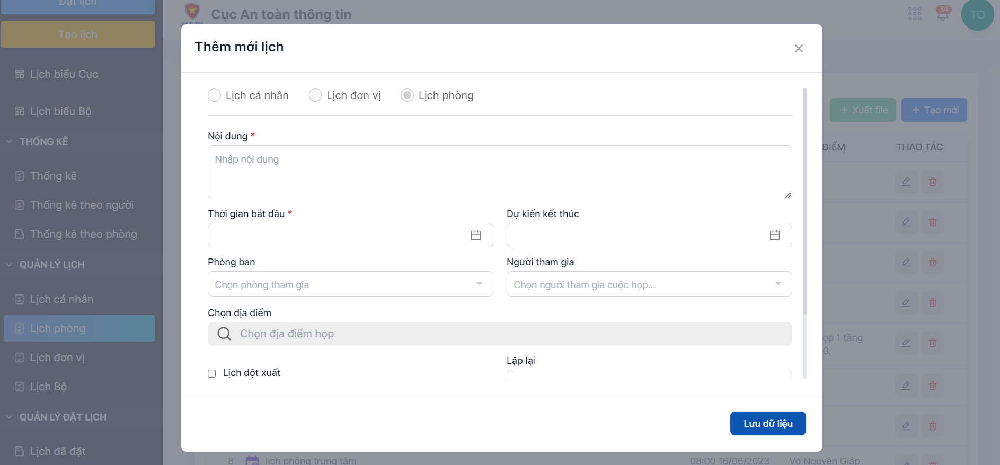 Đặt lịch
Tạo lịch
Lịch biểu Cục
Lịch biểu Bộ
THỐNG KÊ
Thống kê
Thống kê theo người
Thống kê theo phòng
QUẢN LÝ LỊCH
Lịch cá nhân
Lịch phòng
Lịch đơn vị
Lịch Bộ
QUẢN LÝ ĐẶT LỊCH
Lịch đã đặt
Cục An toàn thông tin
34
TO
Thêm mới lịch
Lịch cá nhân
Lịch đơn vị
Lịch phòng
Nội dung *
Nhập nội dung
Thời gian bắt đầu *
Dự kiến kết thúc
Phòng ban
Người tham gia
Chọn phòng tham gia
Chọn người tham gia cuộc họp...
Chọn địa điểm
Chọn địa điểm họp
Lịch đột xuất
Lặp lại
Lưu dữ liệu
+ Xuất file
+ Tạo mới
ĐIỂM
THAO TÁC
ọp 1 tầng
0.
8
lịch phòng trung tâm
08:00 16/06/2023
Võ Nguyên Giáp